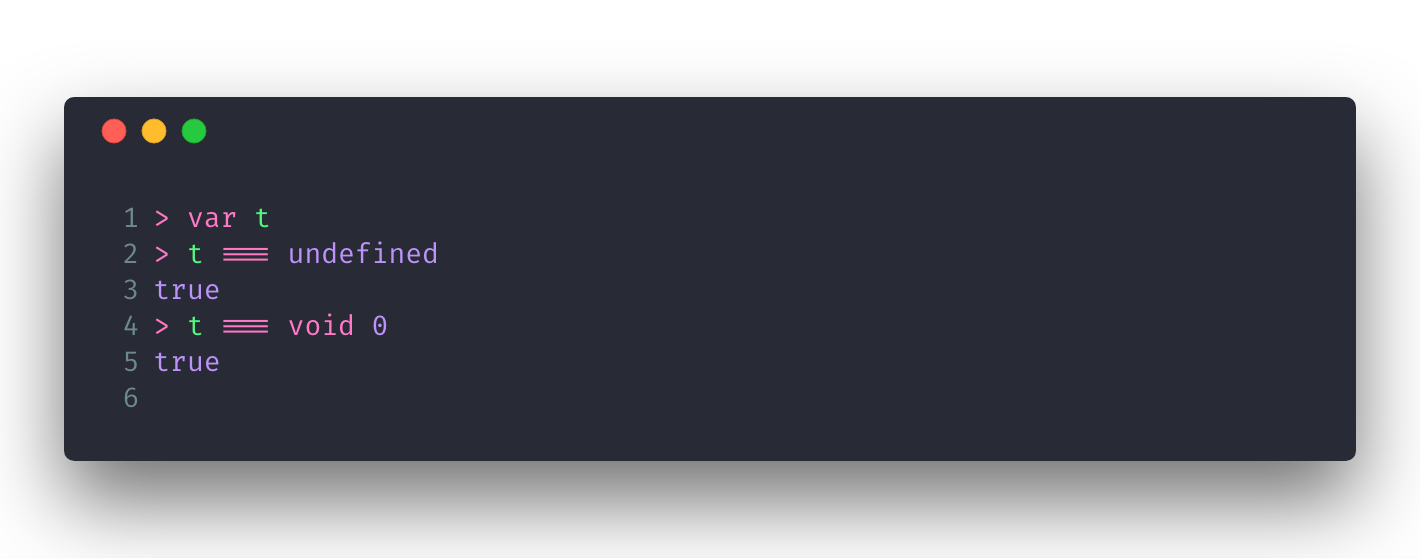 1 > var t
2 > t === undefined
3 true
4 > t === void 0
5 true
6